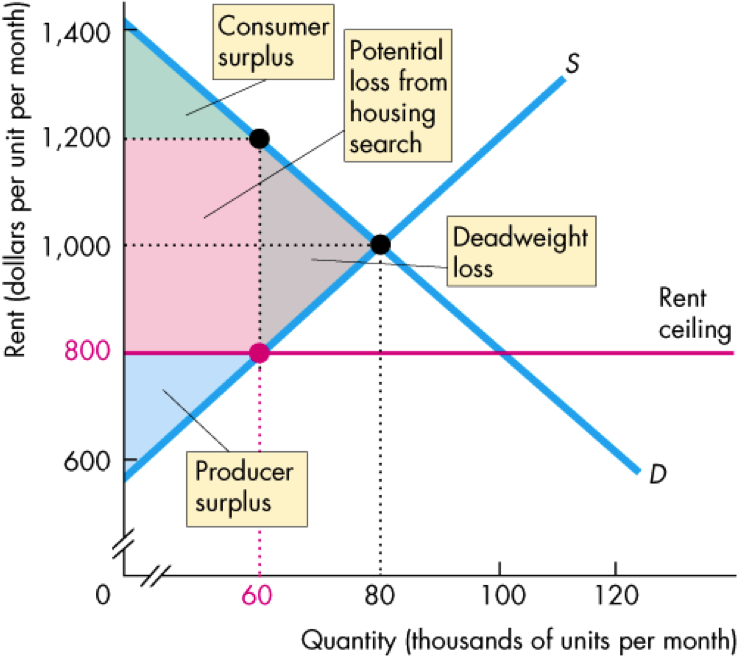 Rent (dollars per unit per month)
1,400
1,200
1,000
800
600
0
Consumer
surplus
Potential
loss from
housing
search
S
Deadweight
loss
Rent
ceiling
Producer
surplus
D
60
80
100
120
Quantity (thousands of units per month)